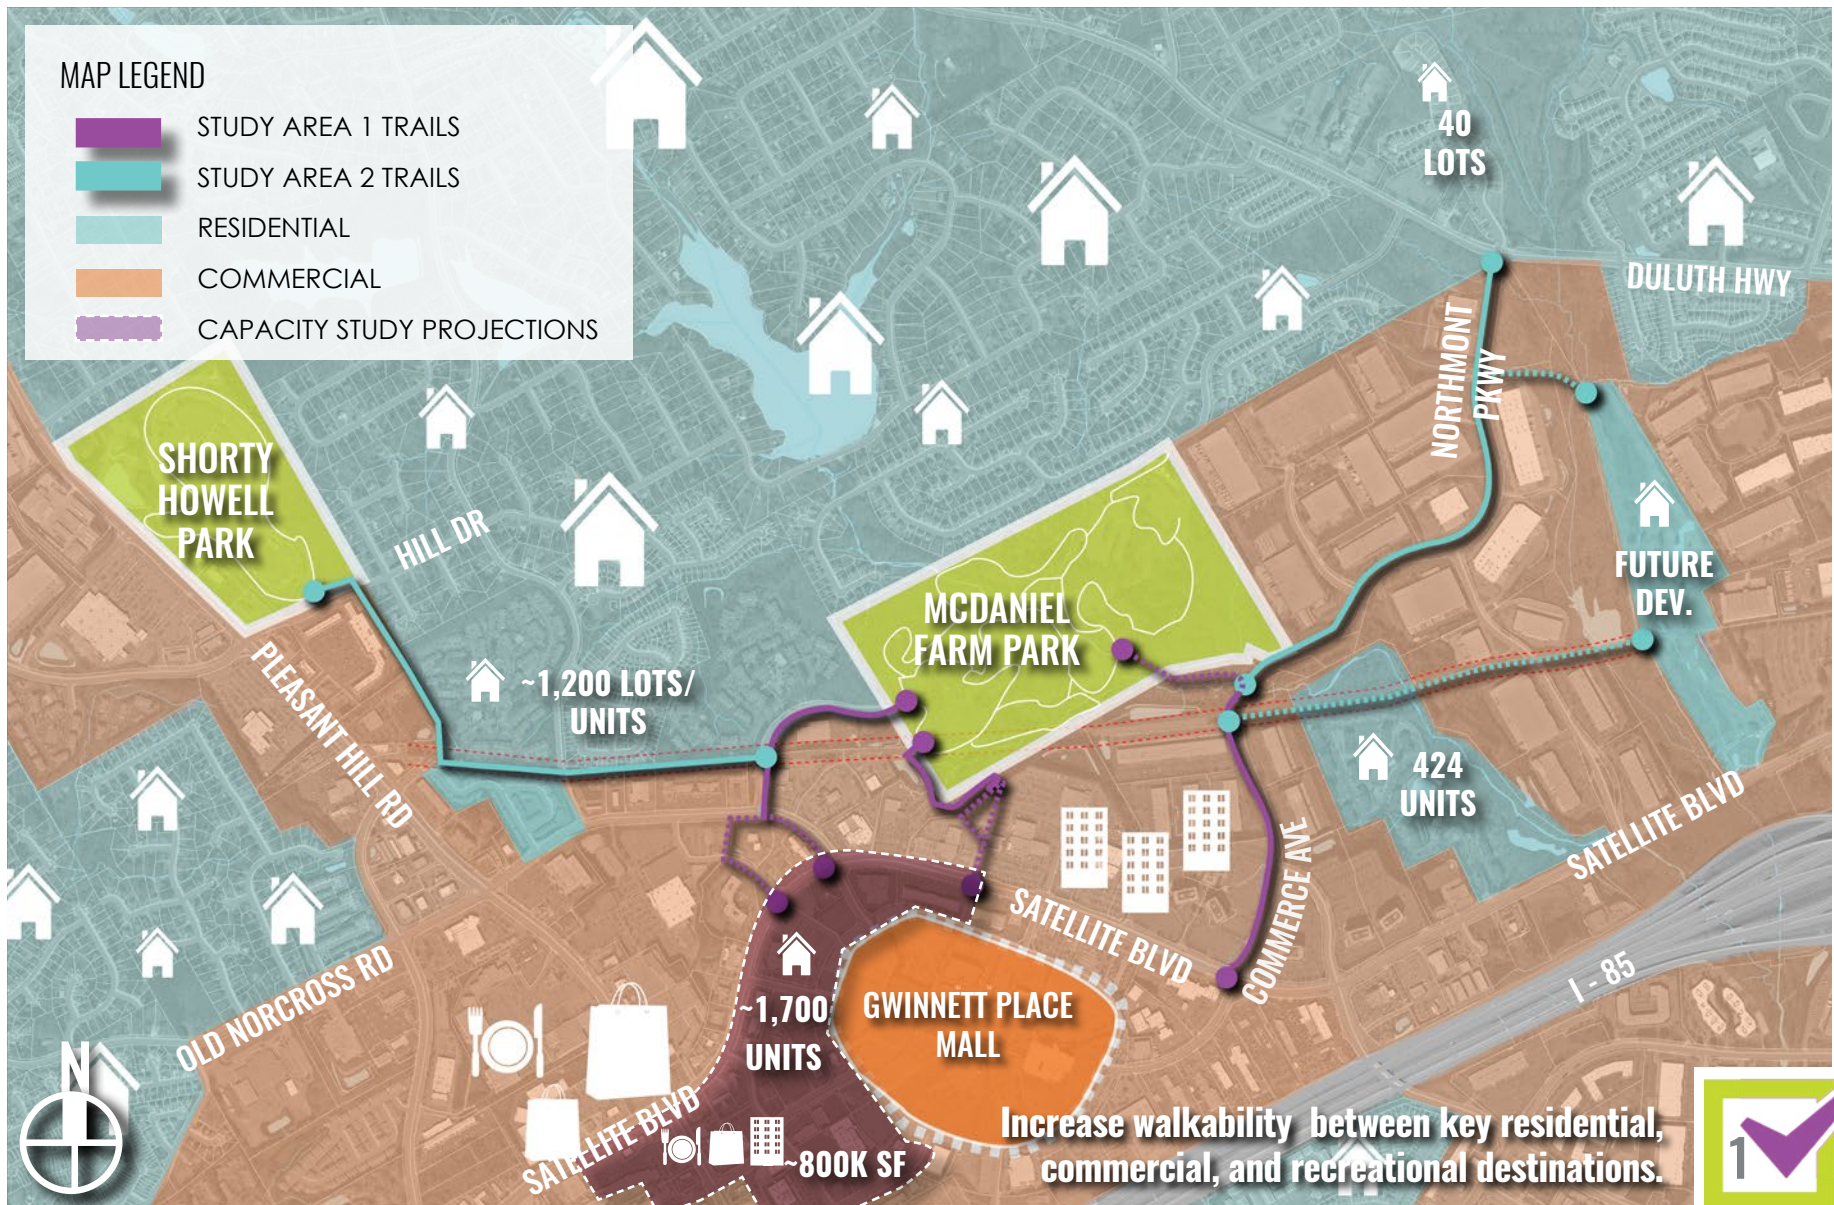 MAP LEGEND
STUDY AREA 1 TRAILS
STUDY AREA 2 TRAILS
RESIDENTIAL
COMMERCIAL
CAPACITY STUDY PROJECTIONS
40
LOTS
DULUTH HWY
NORTHMONT
PKWY
SHORTY
HOWELL
PARK
HILL DR
MCDANIEL
FARM PARK
FUTURE
DEV.
PLEASANT HILL RD
~1,200 LOTS/
UNITS
424
UNITS
SATELLITE BLVD
COMMERCE AVE
SATELLITE BLVD
I - 85
OLD NORCROSS RD
~1,700
UNITS
GWINNETT PLACE
MALL
SATELLITE BLVD
~800K SF
N
Increase walkability between key residential,
commercial, and recreational destinations.
1